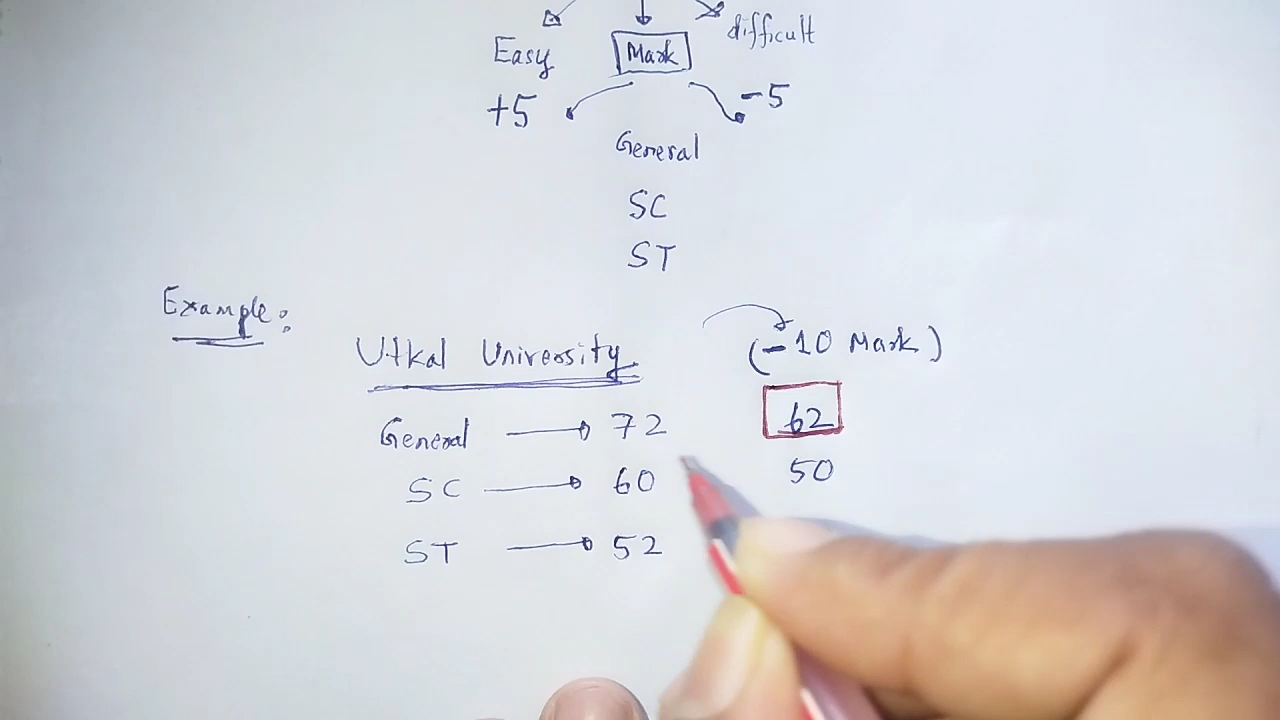 Easy Mark difficult
+5 -5
General
SC
ST
Example:
Utkal University (-10 Mark)
General 72 62
SC 60 50
ST 52